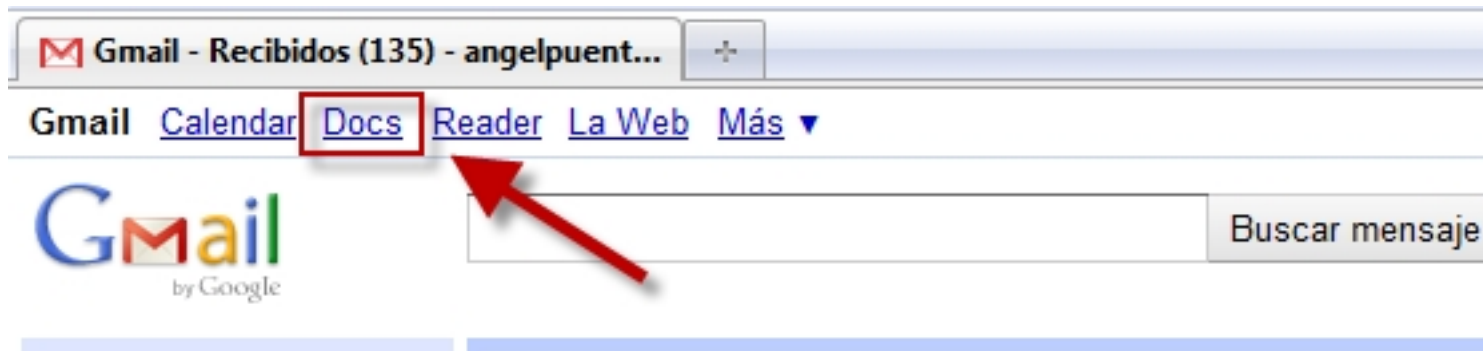 Gmail - Recibidos (135) - angelpuent...
Gmail Calendar Docs Reader La Web Más ▼
Gmail
by Google
Buscar mensaje